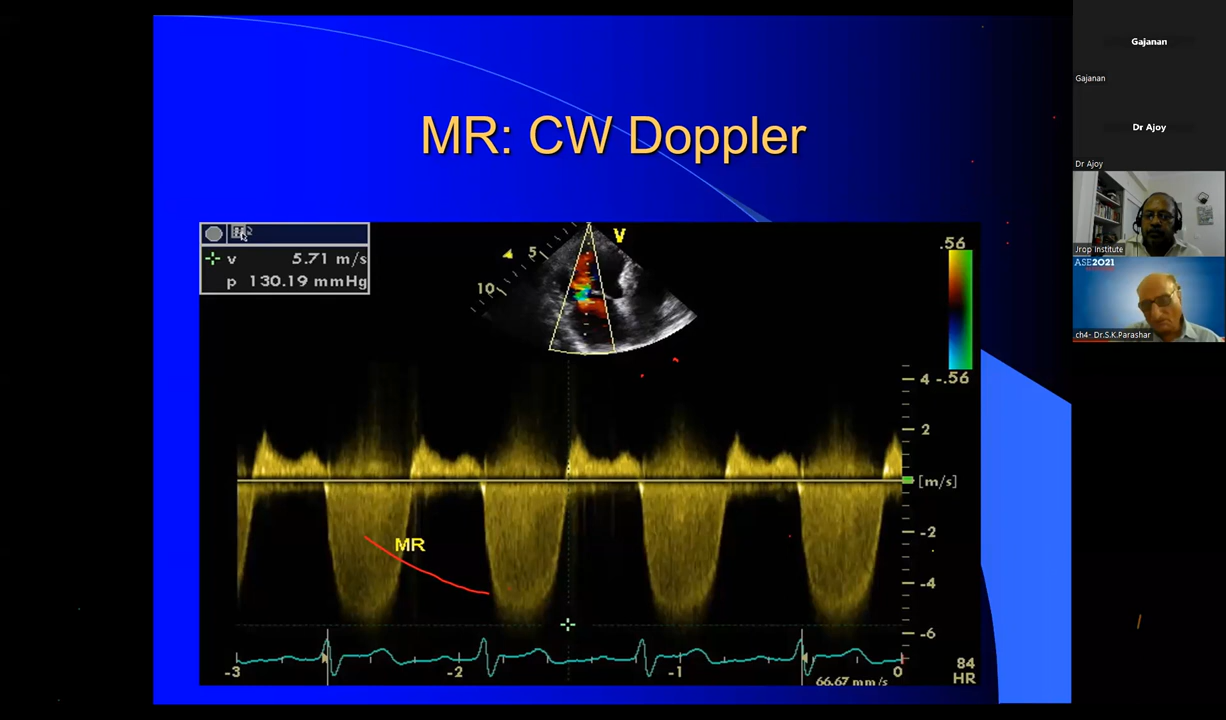 MR: CW Doppler
v 5.71 m/s
p 130.19 mmHg
V
5
10
.56
-.56
4
2
[m/s]
-2
-4
-6
MR
-3
-2
-1
0
66.67 mm/s
84
HR
Gajanan
Gajanan
Dr Ajoy
Dr Ajoy
Jrop Institute
ASE2021
ch4- Dr.S.K.Parashar